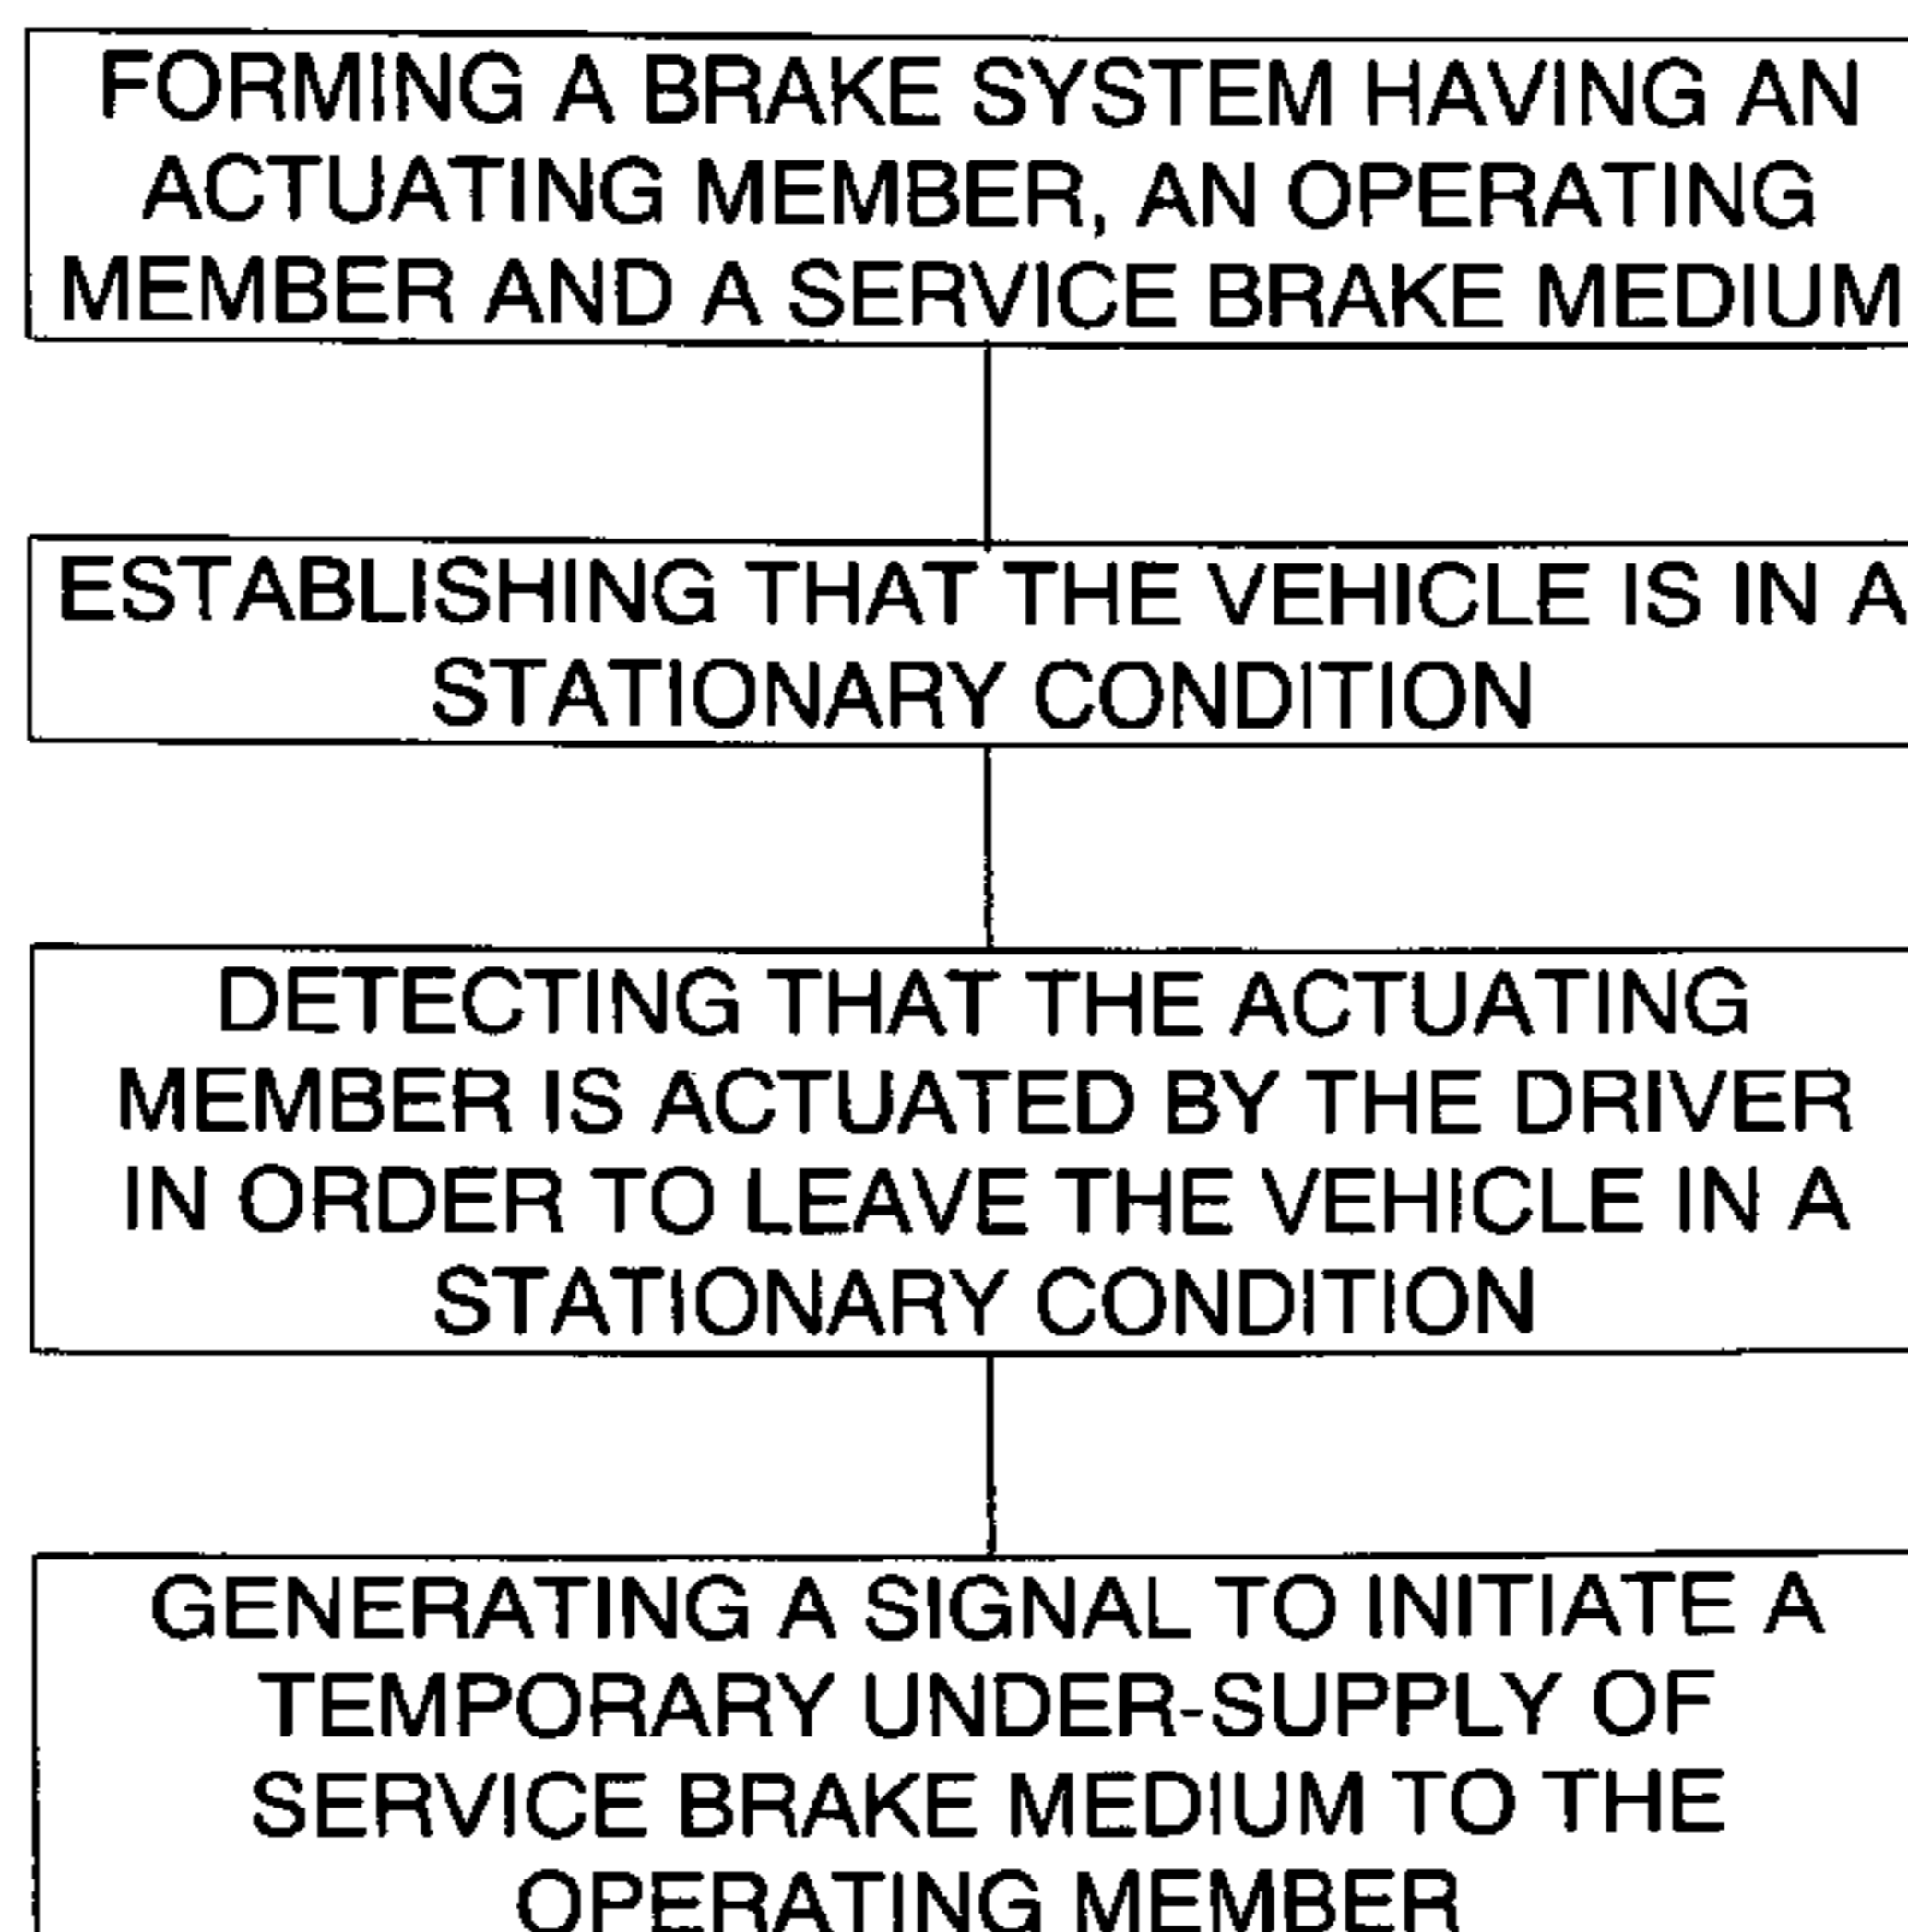 FORMING A BRAKE SYSTEM HAVING AN
ACTUATING MEMBER, AN OPERATING
MEMBER AND A SERVICE BRAKE MEDIUM
ESTABLISHING THAT THE VEHICLE IS IN A
STATIONARY CONDITION
DETECTING THAT THE ACTUATING
MEMBER IS ACTUATED BY THE DRIVER
IN ORDER TO LEAVE THE VEHICLE IN A
STATIONARY CONDITION
GENERATING A SIGNAL TO INITIATE A
TEMPORARY UNDER-SUPPLY OF
SERVICE BRAKE MEDIUM TO THE
OPERATING MEMBER